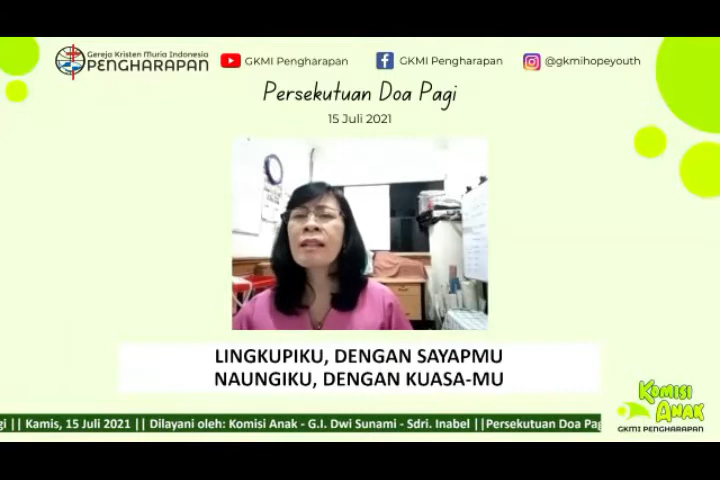 Gereja Kristen Muria Indonesia
PENGHARAPAN
GKMI Pengharapan
GKMI Pengharapan
@gkmihopeyouth
Persekutuan Doa Pagi
15 Juli 2021
LINGKUPIKU, DENGAN SAYAPMU
NAUNGIKU, DENGAN KUASA-MU
KOMISI
ANAK
GKMI PENGHARAPAN
gi || Kamis, 15 Juli 2021 || Dilayani oleh: Komisi Anak - G.I. Dwi Sunami - Sdri. Inabel ||Persekutuan Doa Pag